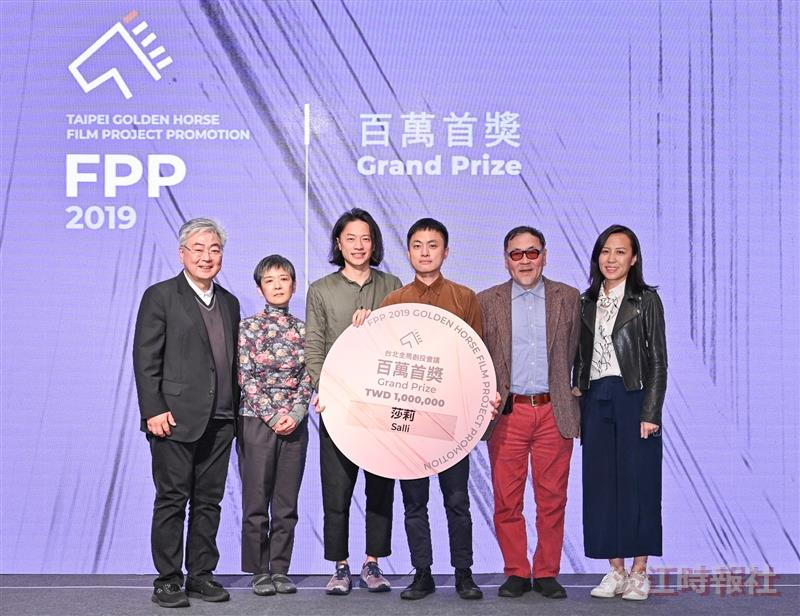 TAIPEI GOLDEN HORSE
FILM PROJECT PROMOTION
FPP
2019
百萬首獎
Grand Prize
FPP 2019 GOLDEN HORSE FILM PROJECT PROMOTION
台北金馬創投會議
百萬首獎
Grand Prize
TWD 1,000,000
莎莉
Salli
淡江時報社